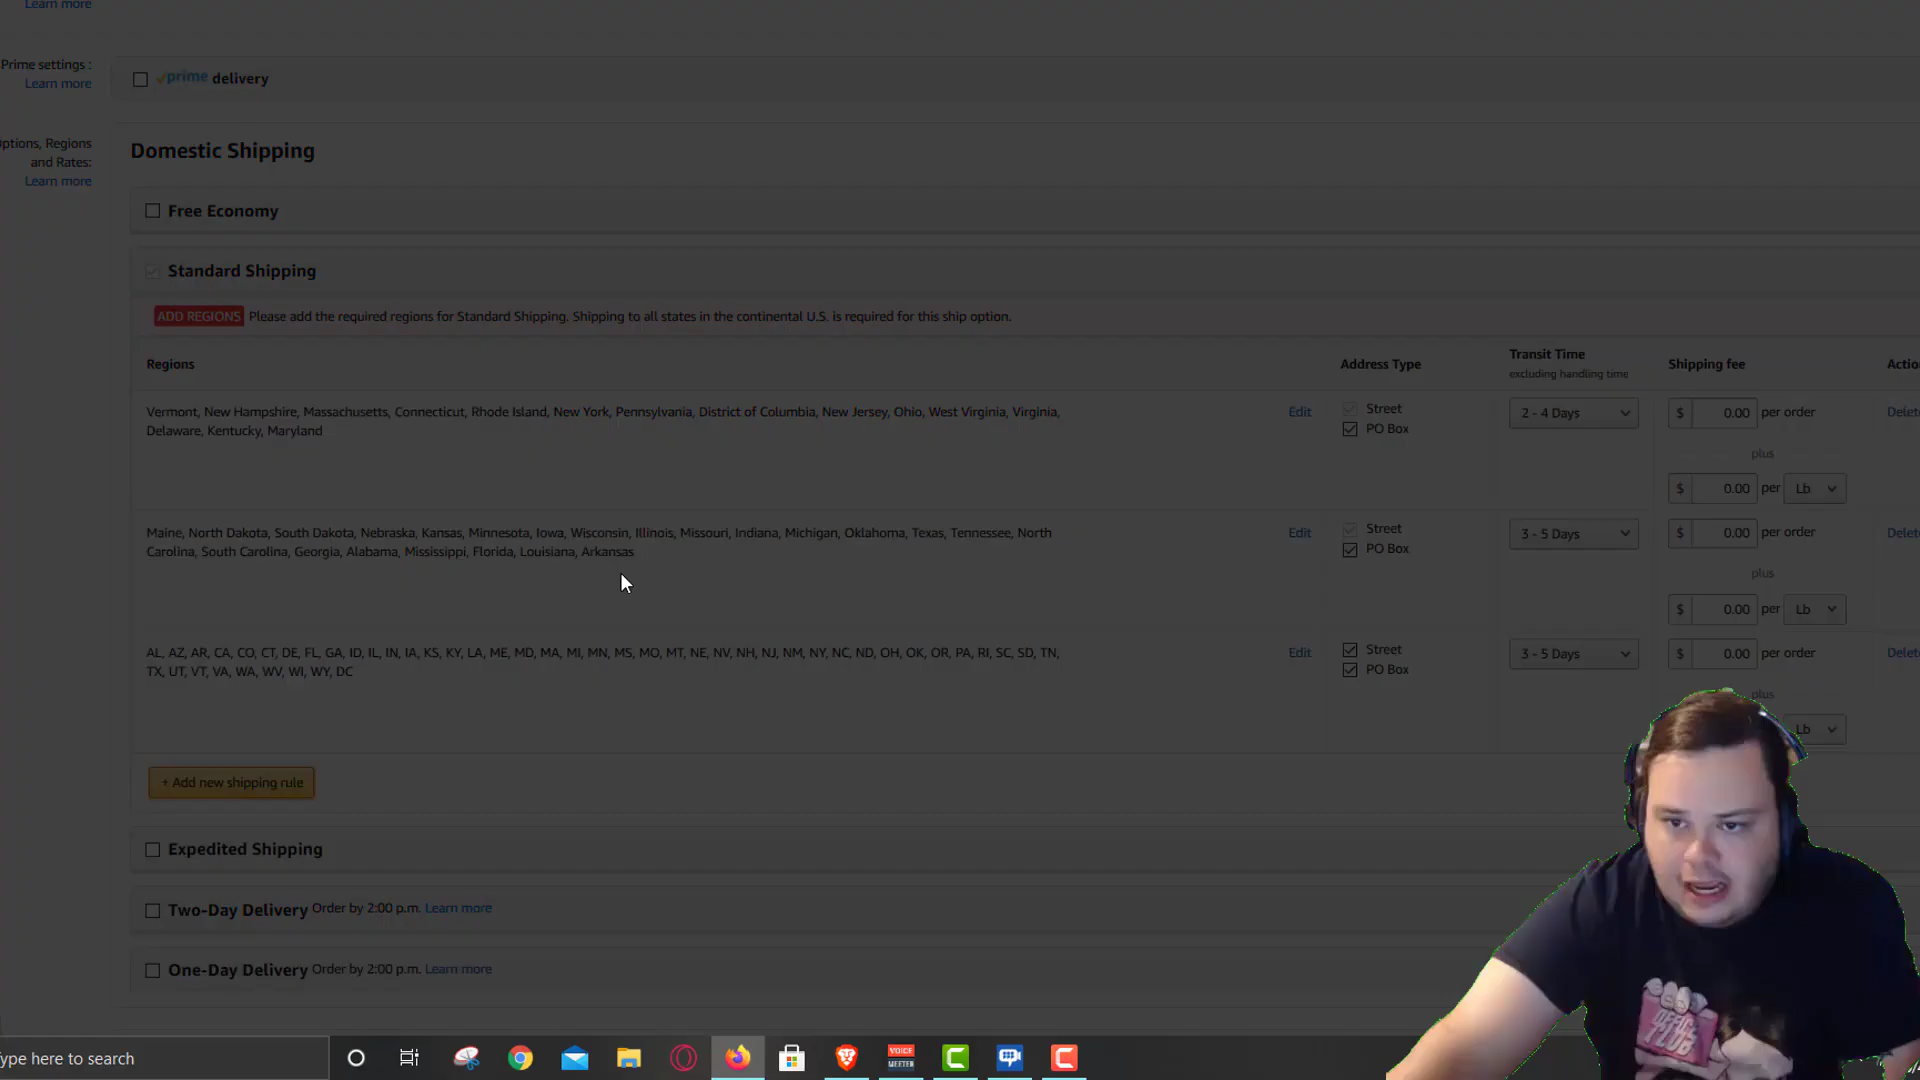 Learn more
Prime settings :
Learn more
prime delivery
ptions, Regions
and Rates:
Learn more
Domestic Shipping
Free Economy
Standard Shipping
ADD REGIONS Please add the required regions for Standard Shipping. Shipping to all states in the continental U.S. is required for this ship option.
Regions
Address Type
Transit Time
excluding handling time
Shipping fee
Actio
Vermont, New Hampshire, Massachusetts, Connecticut, Rhode Island, New York, Pennsylvania, District of Columbia, New Jersey, Ohio, West Virginia, Virginia,
Delaware, Kentucky, Maryland
Edit
Street
PO Box
2 - 4 Days
$ 0.00 per order
plus
$ 0.00 per Lb
Delet
Maine, North Dakota, South Dakota, Nebraska, Kansas, Minnesota, Iowa, Wisconsin, Illinois, Missouri, Indiana, Michigan, Oklahoma, Texas, Tennessee, North
Carolina, South Carolina, Georgia, Alabama, Mississippi, Florida, Louisiana, Arkansas
Edit
Street
PO Box
3 - 5 Days
$ 0.00 per order
plus
$ 0.00 per Lb
Delet
AL, AZ, AR, CA, CO, CT, DE, FL, GA, ID, IL, IN, IA, KS, KY, LA, ME, MD, MA, MI, MN, MS, MO, MT, NE, NV, NH, NJ, NM, NY, NC, ND, OH, OK, OR, PA, RI, SC, SD, TN,
TX, UT, VT, VA, WA, WV, WI, WY, DC
Edit
Street
PO Box
3 - 5 Days
$ 0.00 per order
plus
Lb
Delet
+ Add new shipping rule
Expedited Shipping
Two-Day Delivery Order by 2:00 p.m. Learn more
One-Day Delivery Order by 2:00 p.m. Learn more
ype here to search
VOICE
MEETER